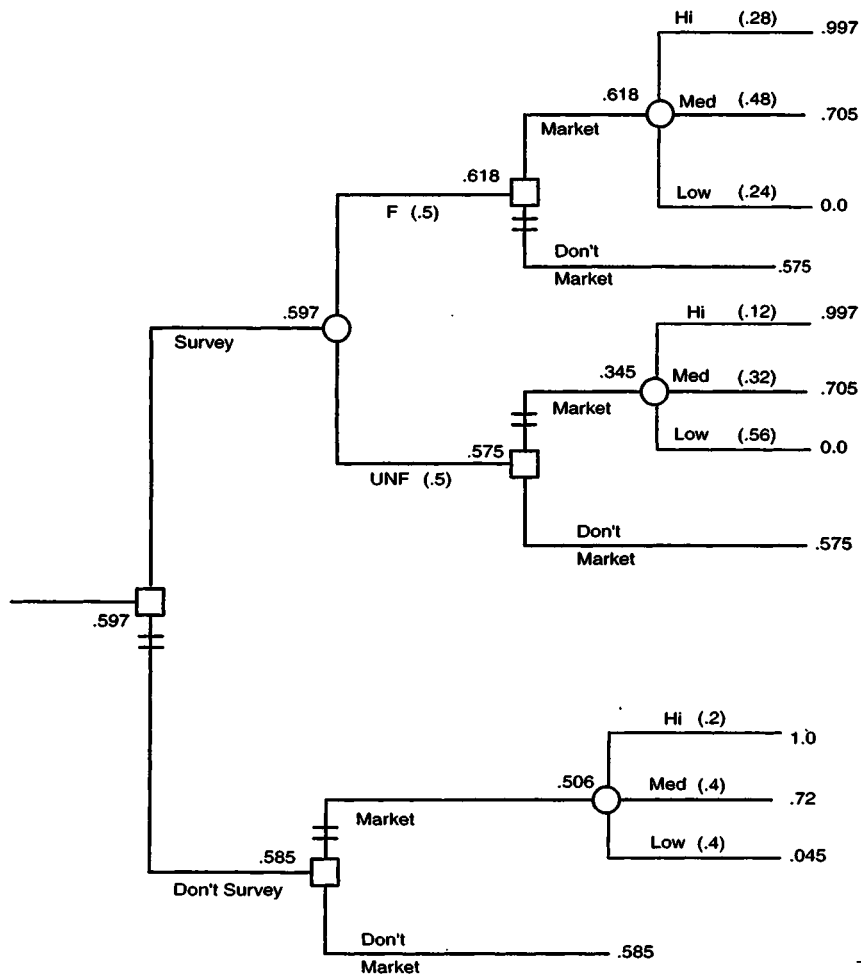 Hi (.28) .997
.618 Med (.48)
.705
Market
.618
Low (.24) 0.0
F (.5)
Don't
Market .575
.597
Survey
Hi (.12) .997
.345 Med (.32)
.705
Market
Low (.56) 0.0
.575
UNF (.5)
Don't
Market .575
.597
Hi (.2)
1.0
.506 Med (.4)
.72
Market
Low (.4) .045
.585
Don't Survey
Don't .585
Market